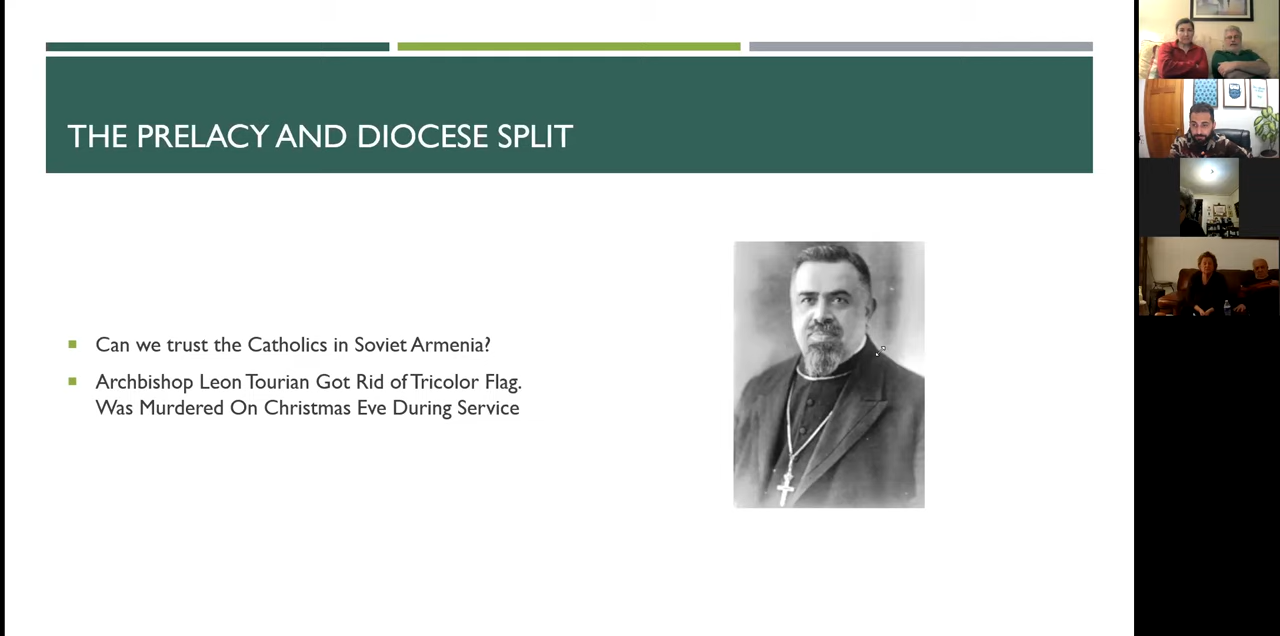 THE PRELACY AND DIOCESE SPLIT
Can we trust the Catholics in Soviet Armenia?
Archbishop Leon Tourian Got Rid of Tricolor Flag.
Was Murdered On Christmas Eve During Service